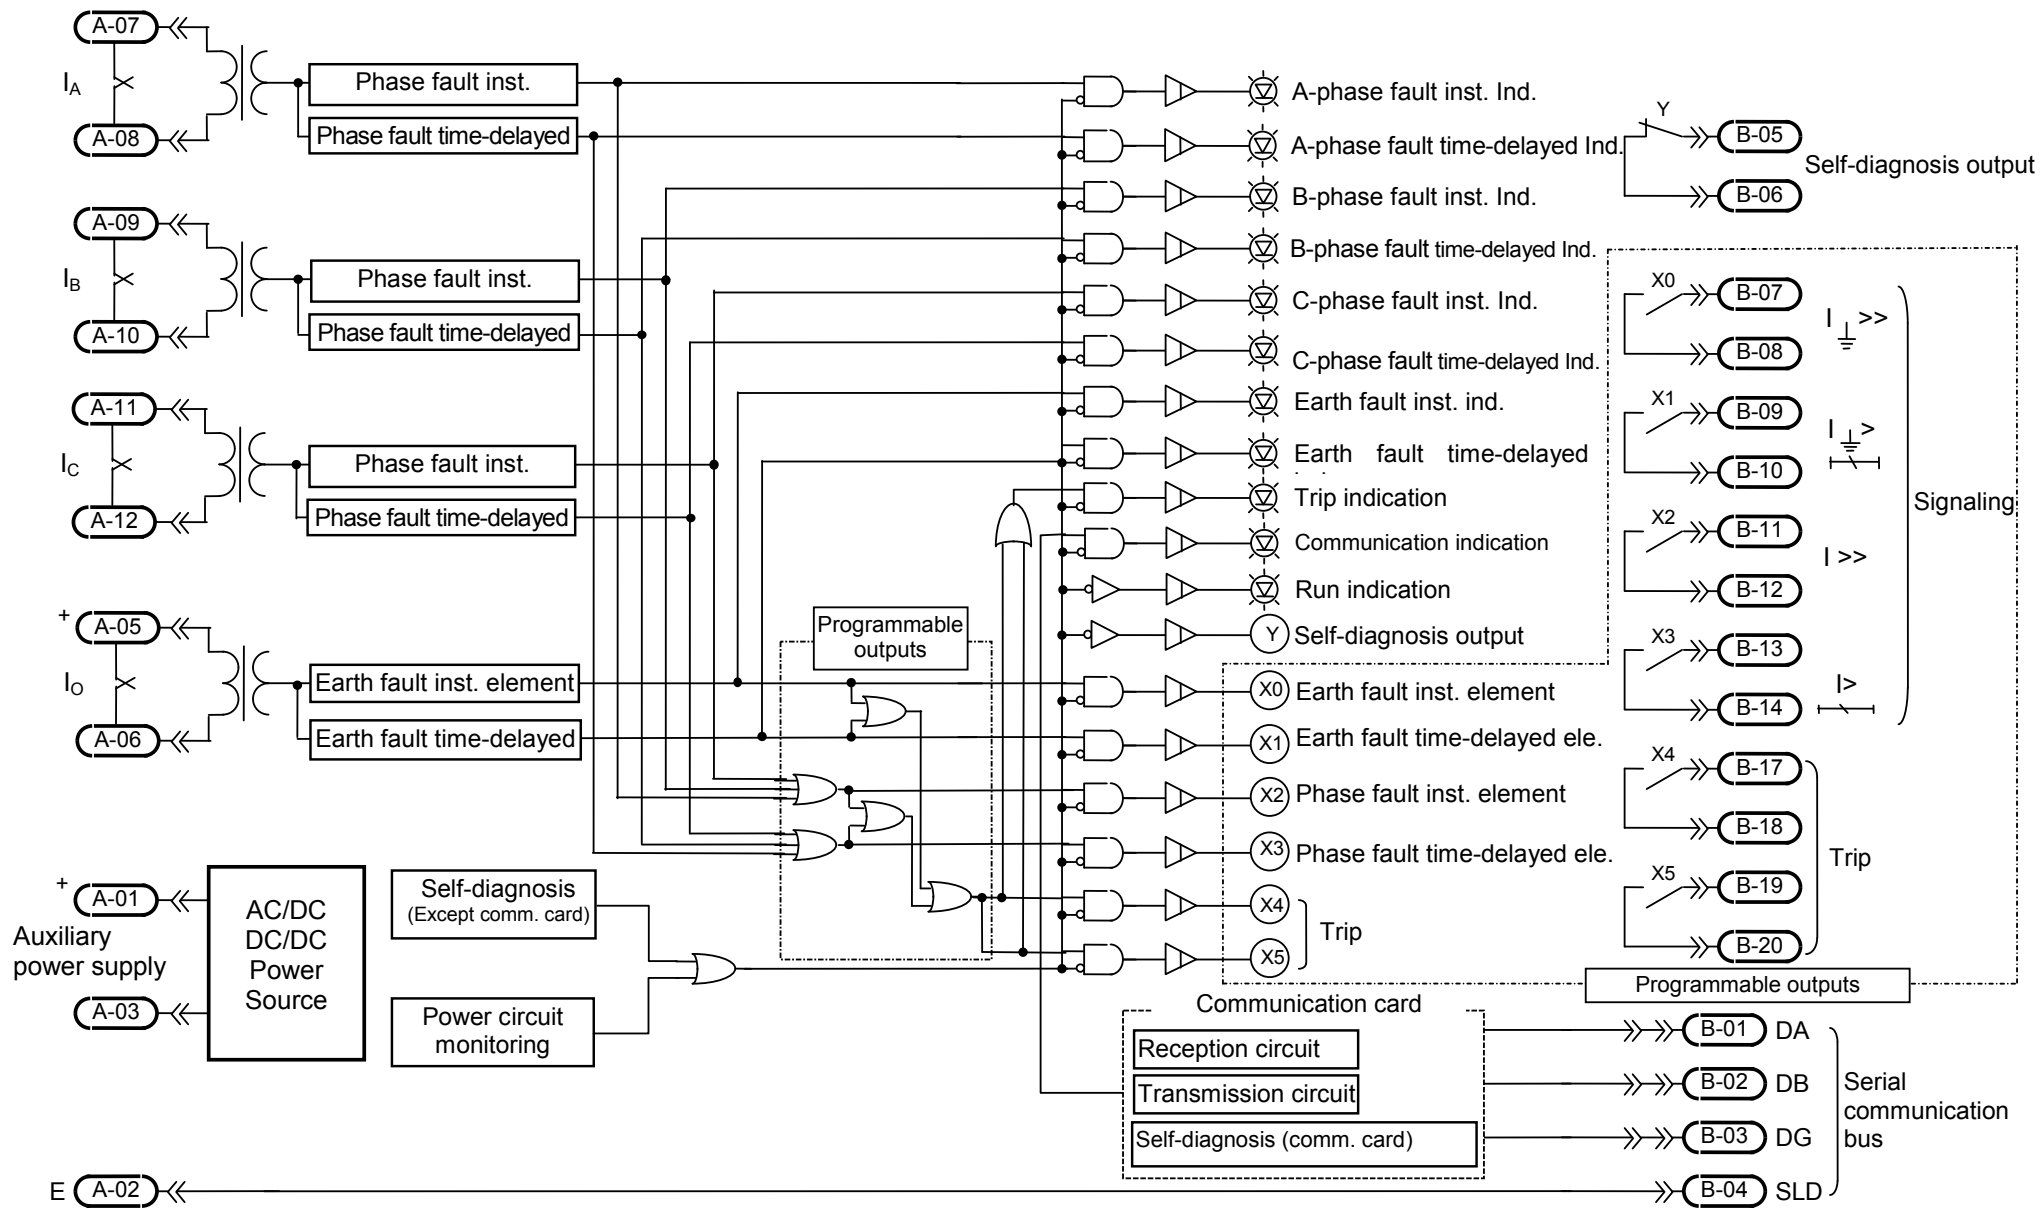 A-07
I_A
A-08
Phase fault inst.
Phase fault time-delayed
A-09
I_B
A-10
Phase fault inst.
Phase fault time-delayed
A-11
I_C
A-12
Phase fault inst.
Phase fault time-delayed
+
A-05
I_O
A-06
Earth fault inst. element
Earth fault time-delayed
+
A-01
Auxiliary
power supply
A-03
AC/DC
DC/DC
Power
Source
Self-diagnosis
(Except comm. card)
Power circuit
monitoring
E
A-02
Programmable
outputs
A-phase fault inst. Ind.
A-phase fault time-delayed Ind.
B-phase fault inst. Ind.
B-phase fault time-delayed Ind.
C-phase fault inst. Ind.
C-phase fault time-delayed Ind.
Earth fault inst. ind.
Earth fault time-delayed
Trip indication
Communication indication
Run indication
Y
Self-diagnosis output
X0
Earth fault inst. element
X1
Earth fault time-delayed ele.
X2
Phase fault inst. element
X3
Phase fault time-delayed ele.
X4
X5
Trip
Communication card
Reception circuit
Transmission circuit
Self-diagnosis (comm. card)
Y
B-05
B-06
Self-diagnosis output
X0
B-07
B-08
I >>
X1
B-09
B-10
I >
X2
B-11
B-12
I >>
X3
B-13
B-14
I>
Signaling
X4
B-17
B-18
X5
B-19
B-20
Trip
Programmable outputs
B-01
DA
B-02
DB
B-03
DG
B-04
SLD
Serial
communication
bus